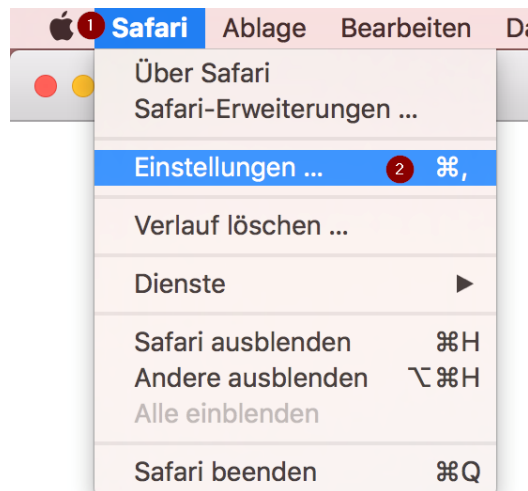 1 Safari Ablage Bearbeiten
Über Safari
Safari-Erweiterungen ...
Einstellungen ... 2 ⌘,
Verlauf löschen ...
Dienste ▶
Safari ausblenden ⌘H
Andere ausblenden ⌥⌘H
Alle einblenden
Safari beenden ⌘Q